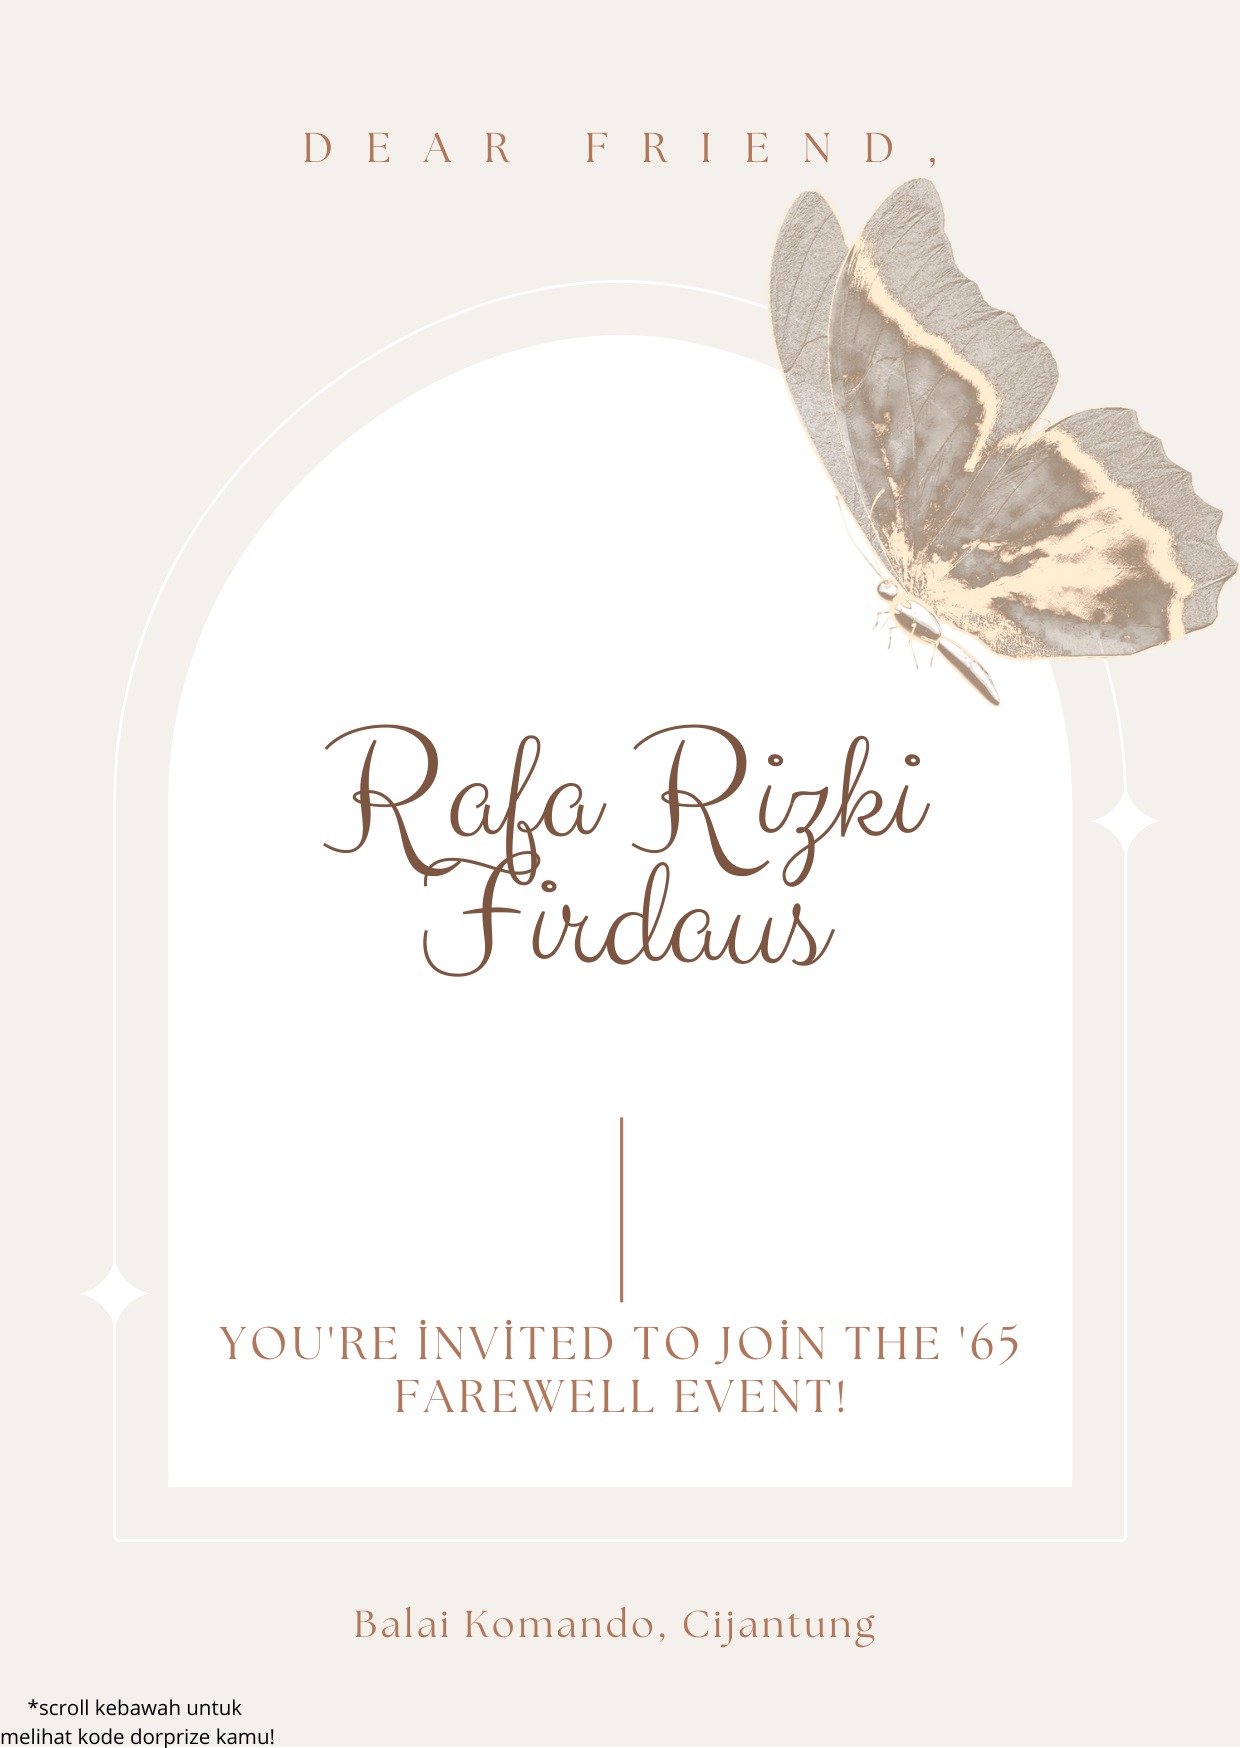 DEAR FRIEND,
Rafa Rizki
Firdaus
YOU'RE İNVİTED TO JOİN THE '65
FAREWELL EVENT!
Balai Komando, Cijantung
*scroll kebawah untuk
melihat kode dorprize kamu!